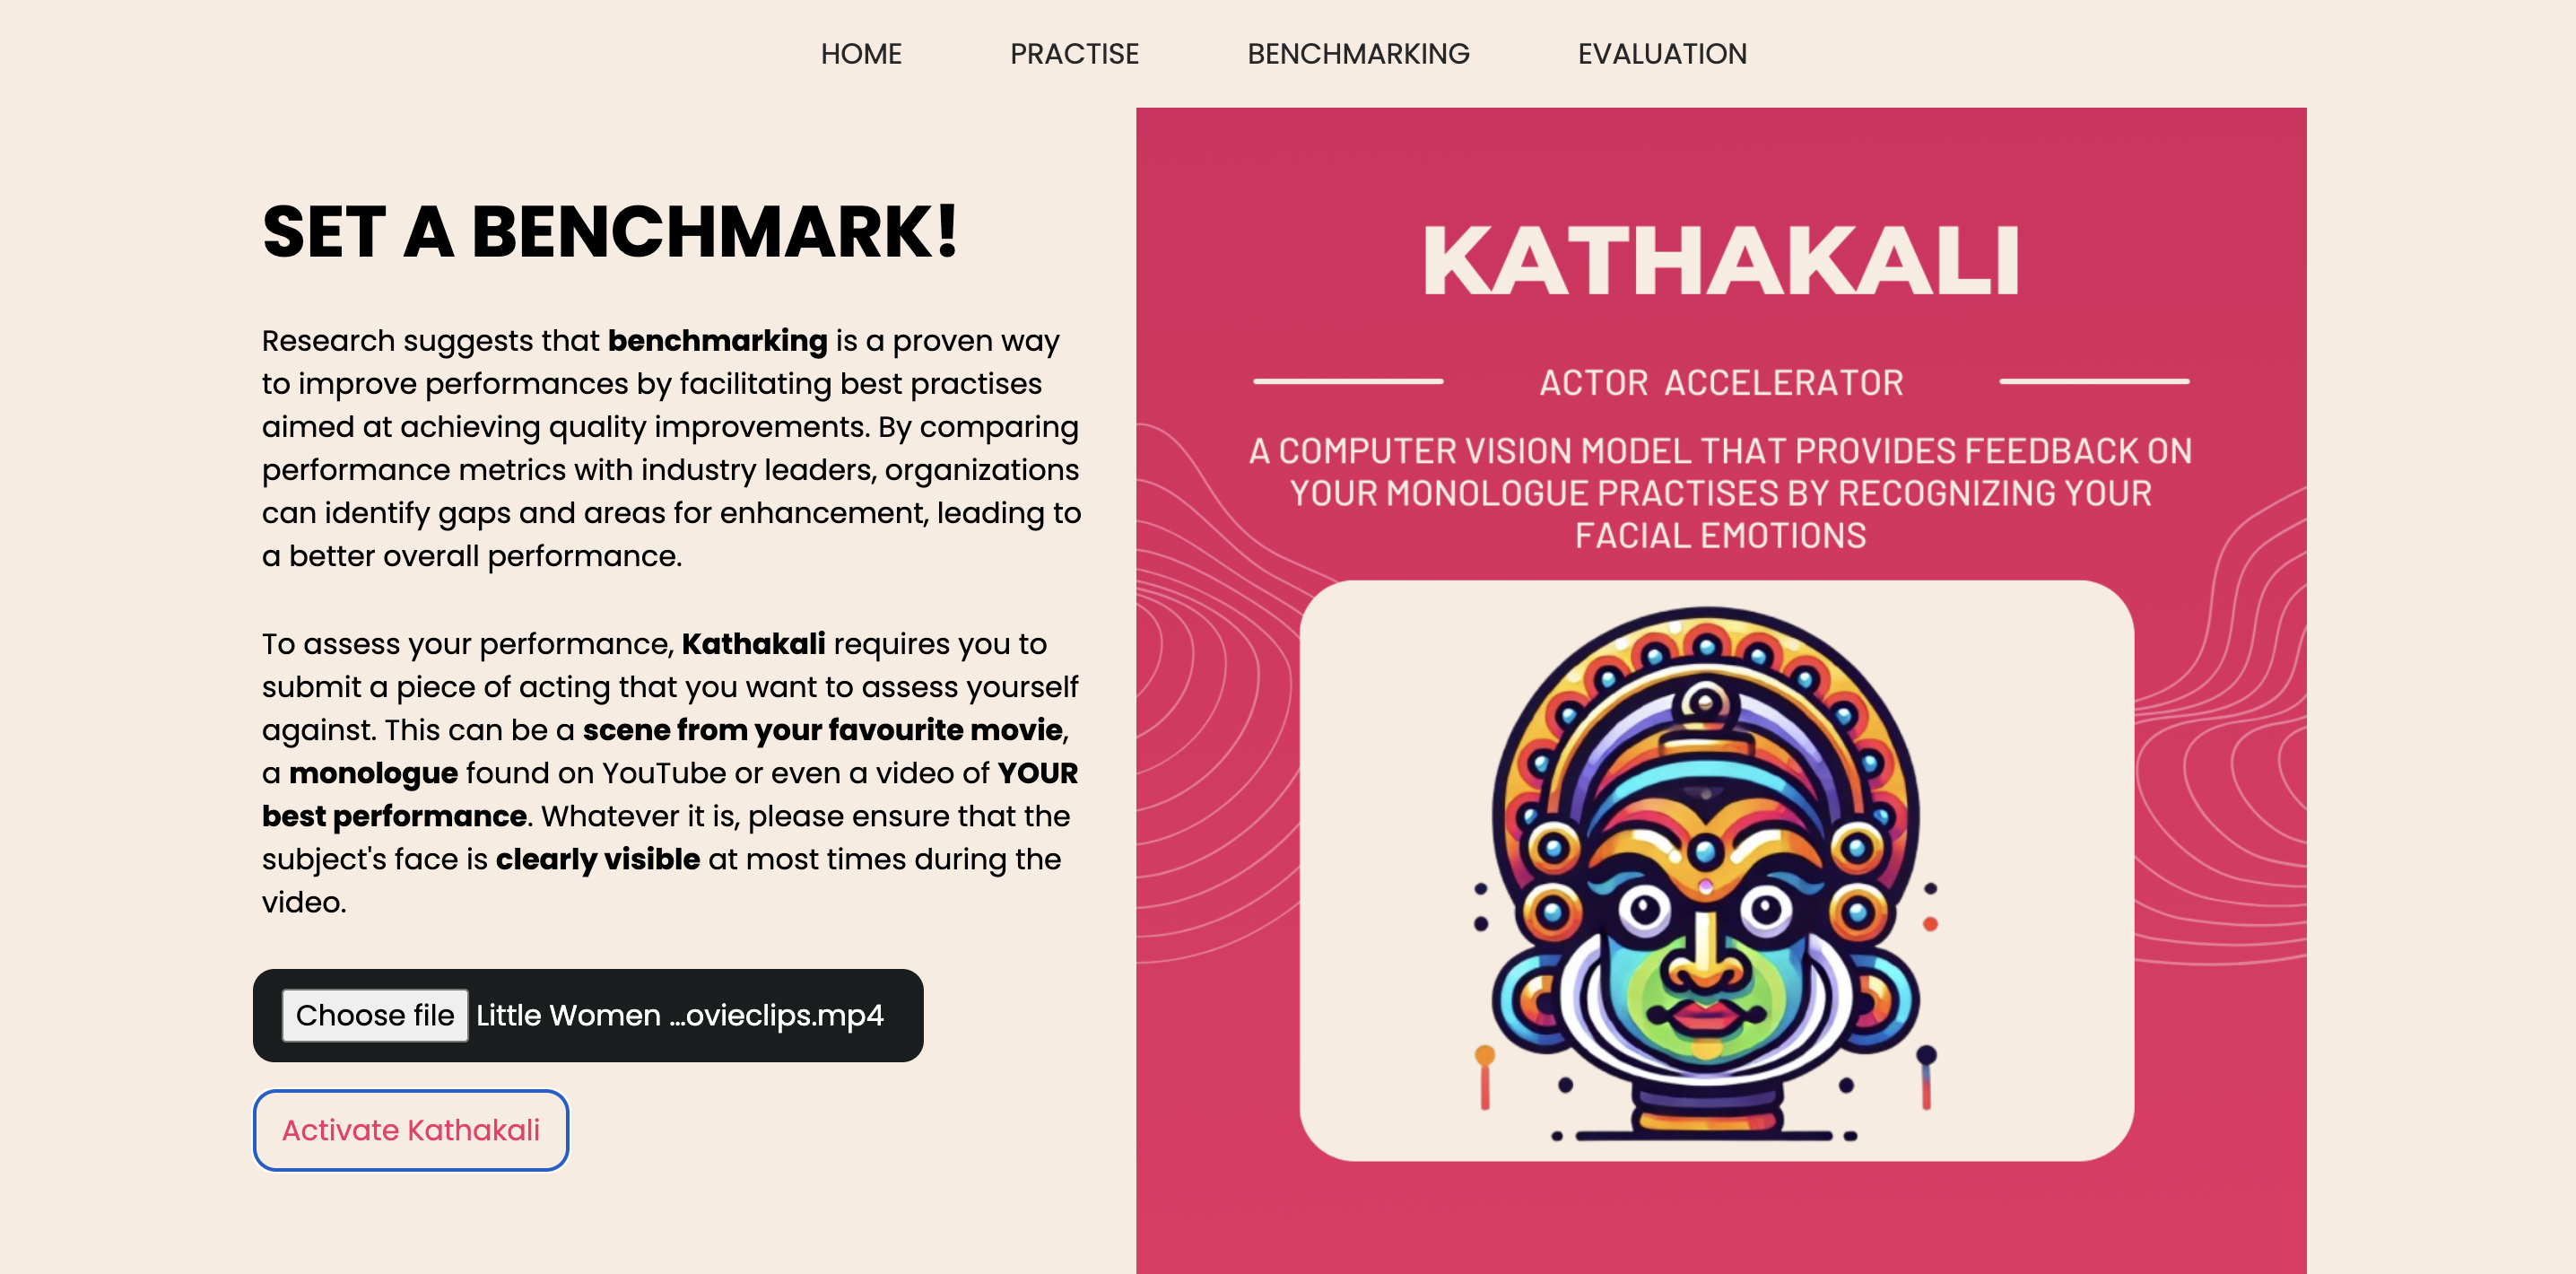 HOME PRACTISE BENCHMARKING EVALUATION
SET A BENCHMARK!
Research suggests that benchmarking is a proven way
to improve performances by facilitating best practises
aimed at achieving quality improvements. By comparing
performance metrics with industry leaders, organizations
can identify gaps and areas for enhancement, leading to
a better overall performance.
To assess your performance, Kathakali requires you to
submit a piece of acting that you want to assess yourself
against. This can be a scene from your favourite movie,
a monologue found on YouTube or even a video of YOUR
best performance. Whatever it is, please ensure that the
subject's face is clearly visible at most times during the
video.
Choose file Little Women ...ovieclips.mp4
Activate Kathakali
KATHAKALI
ACTOR ACCELERATOR
A COMPUTER VISION MODEL THAT PROVIDES FEEDBACK ON
YOUR MONOLOGUE PRACTISES BY RECOGNIZING YOUR
FACIAL EMOTIONS